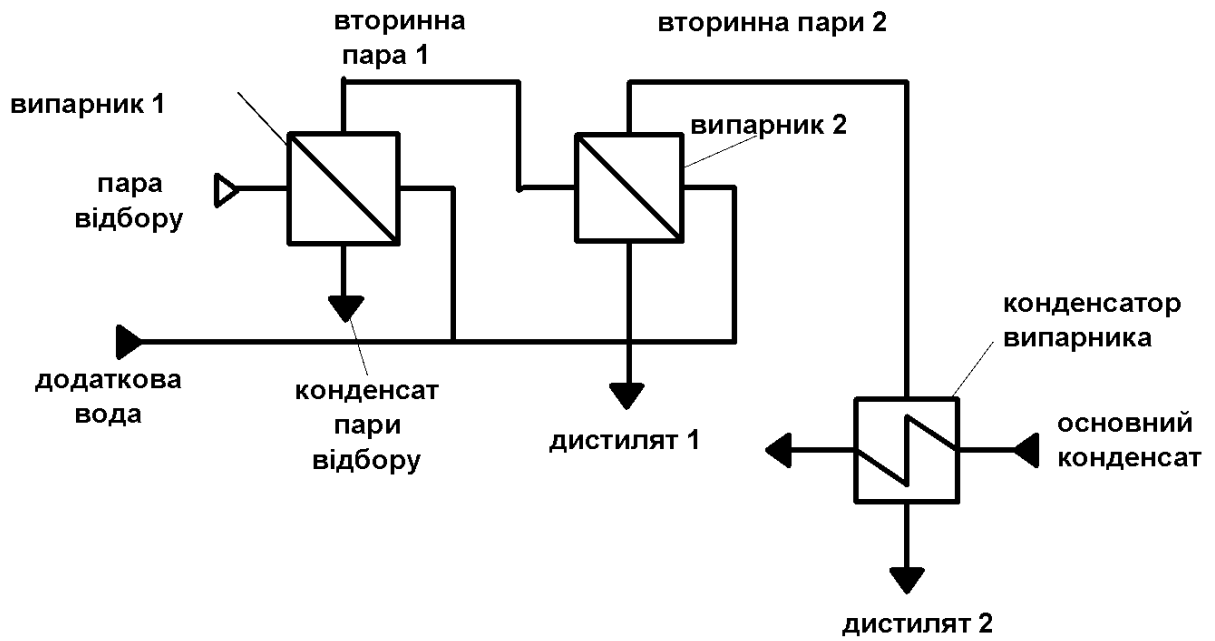 вторинна
пара 1
вторинна пари 2
випарник 1
випарник 2
пара
відбору
додаткова
вода
конденсат
пари
відбору
дистилят 1
конденсатор
випарника
основний
конденсат
дистилят 2